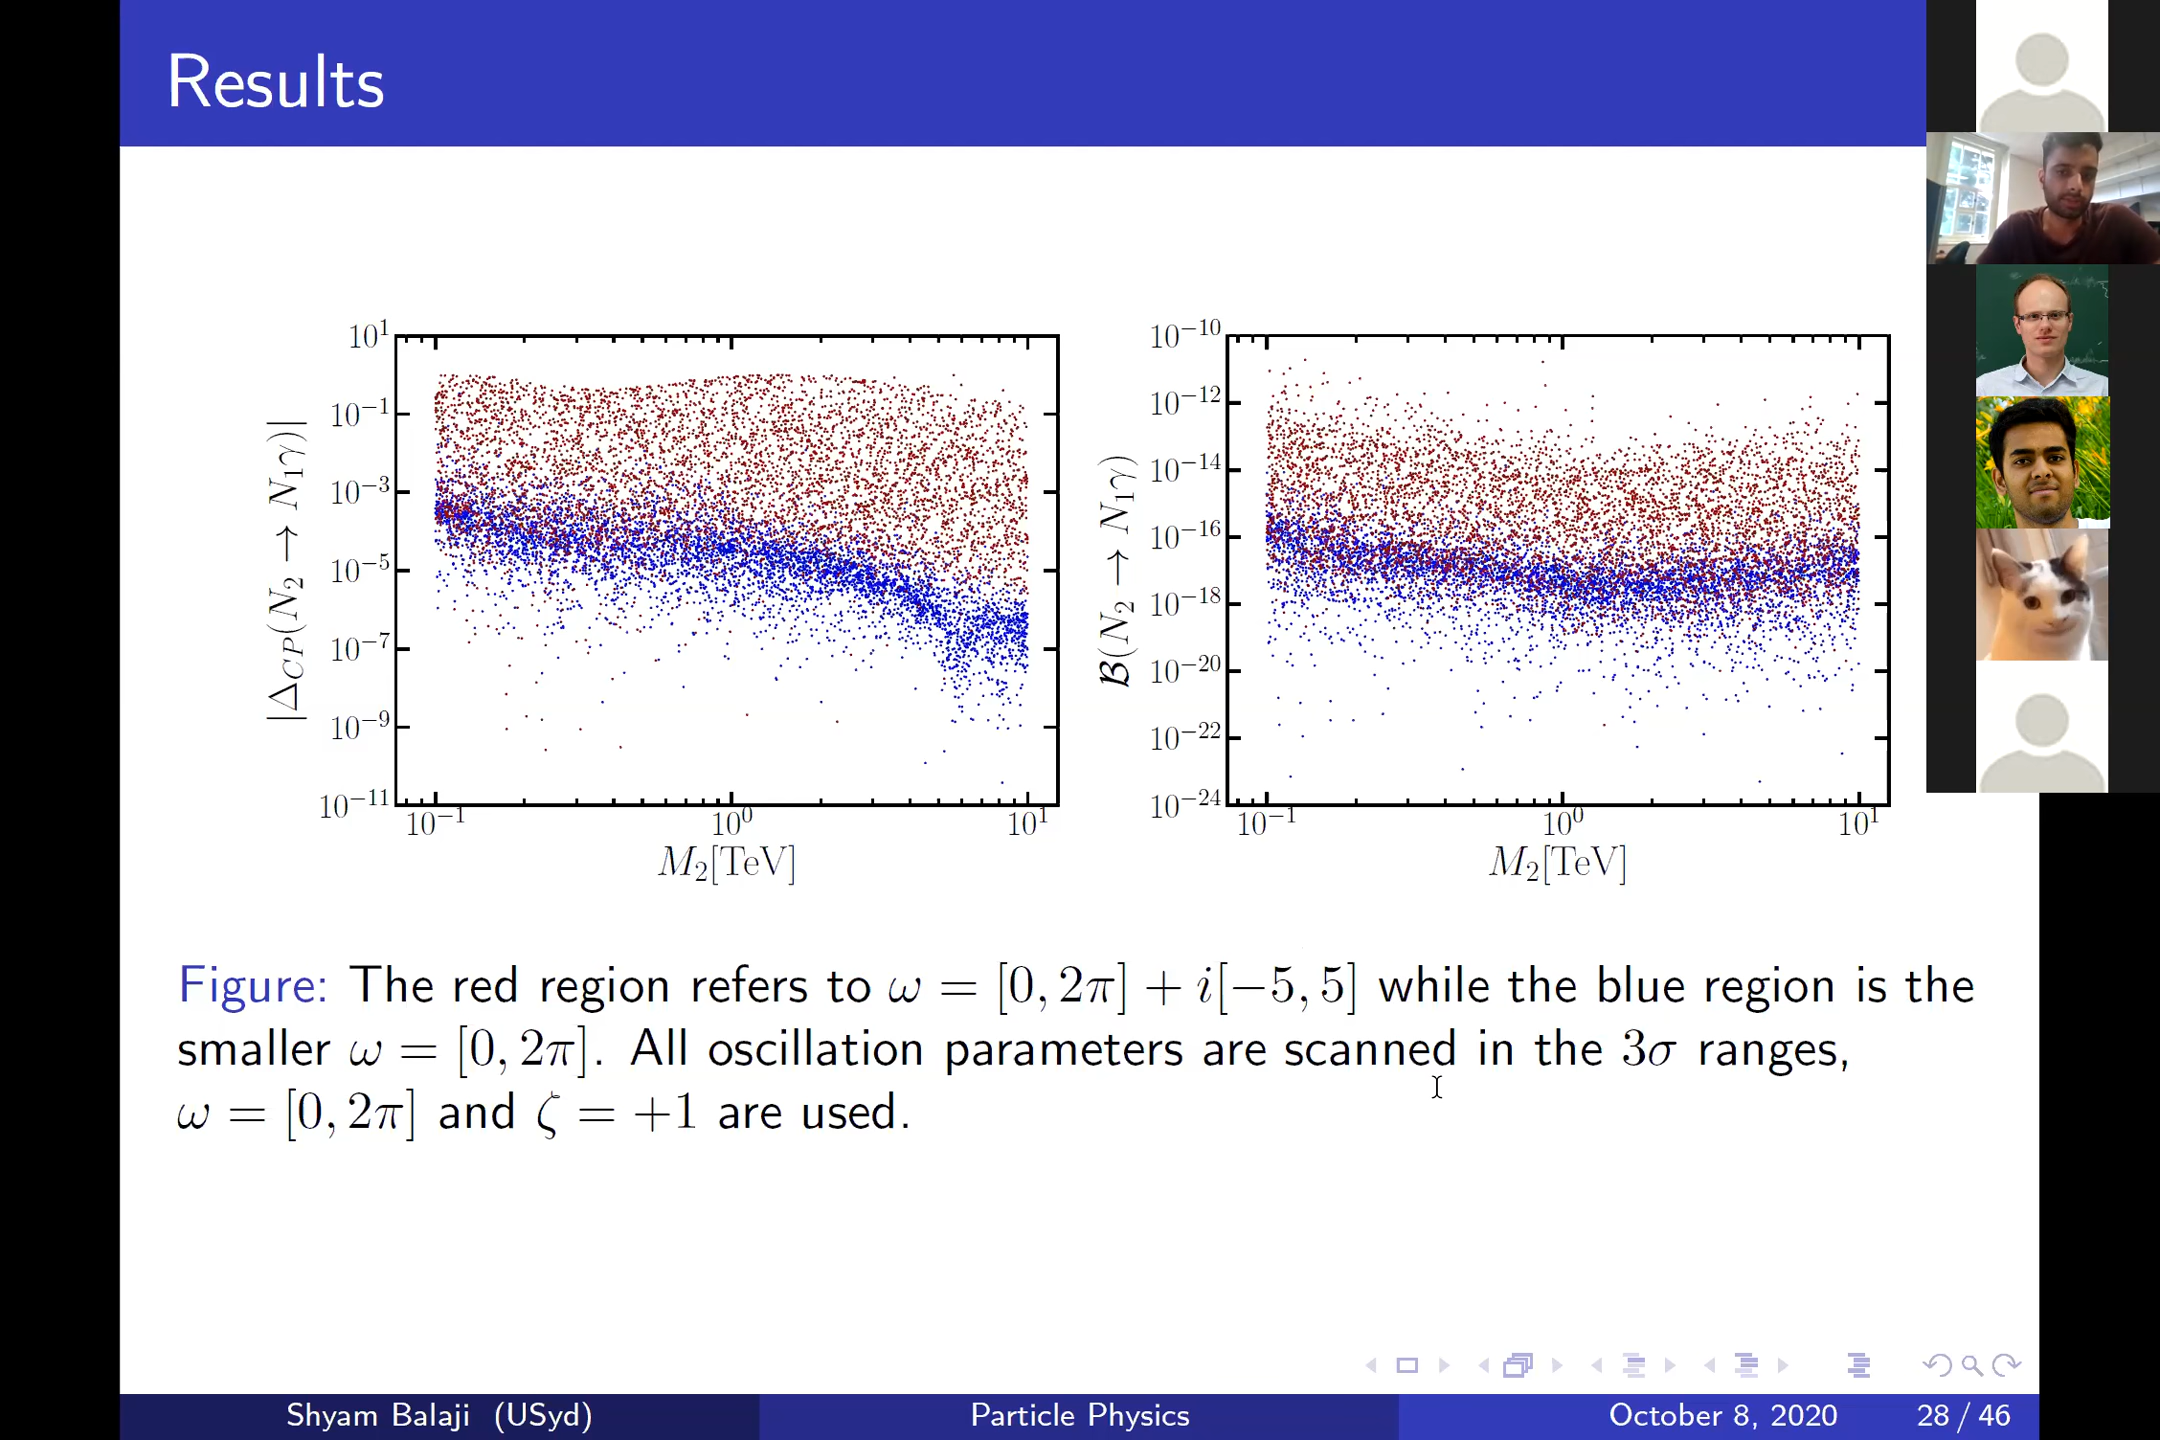 Results
10^1
10^-1
10^-3
10^-5
10^-7
10^-9
10^-11
|Δ_CP(N_2 → N_1γ)|
10^-1 10^0 10^1
M_2[TeV]
10^-10
10^-12
10^-14
10^-16
10^-18
10^-20
10^-22
10^-24
ℬ(N_2 → N_1γ)
10^-1 10^0 10^1
M_2[TeV]
Figure: The red region refers to ω = [0, 2π] + i[−5, 5] while the blue region is the
smaller ω = [0, 2π]. All oscillation parameters are scanned in the 3σ ranges,
ω = [0, 2π] and ζ = +1 are used.
Shyam Balaji (USyd) Particle Physics October 8, 2020 28 / 46